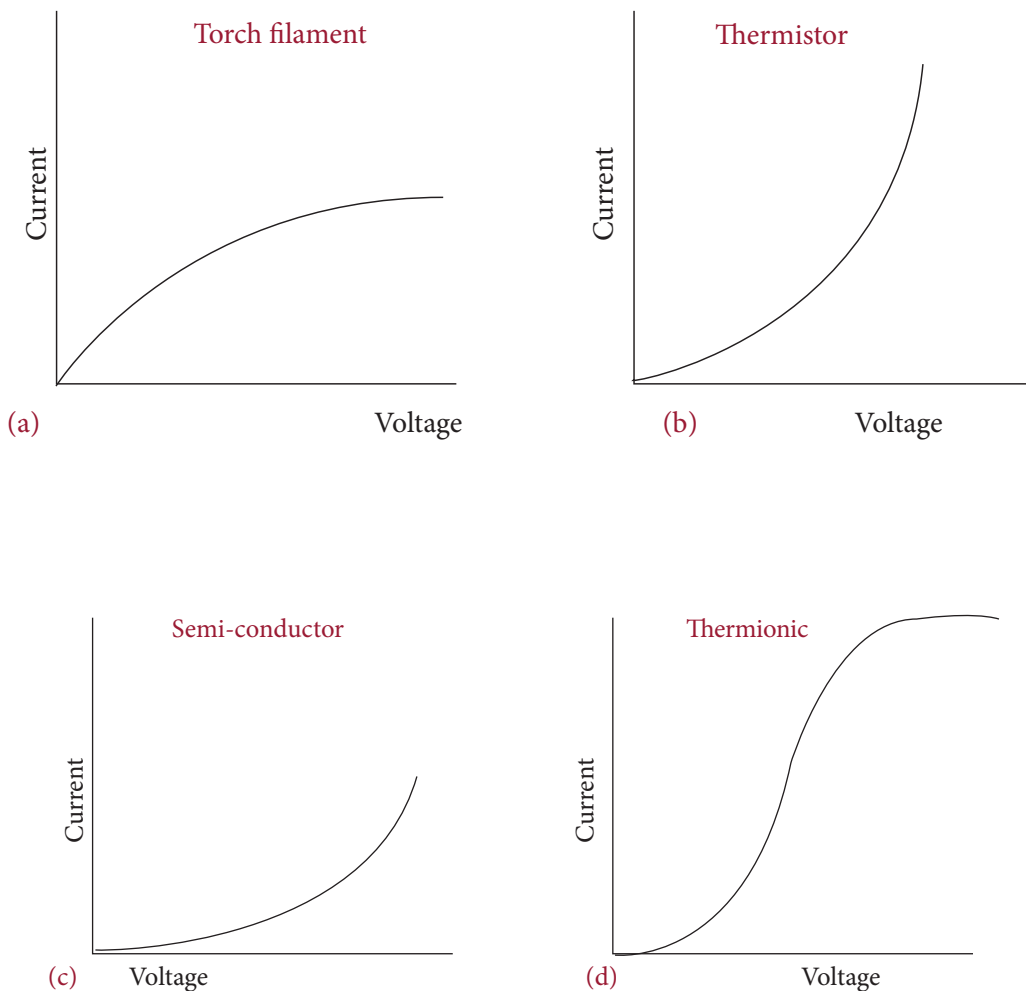 Torch filament
Current
(a)
Voltage
Thermistor
Current
(b)
Voltage
Semi-conductor
Current
(c)
Voltage
Thermionic
Current
(d)
Voltage